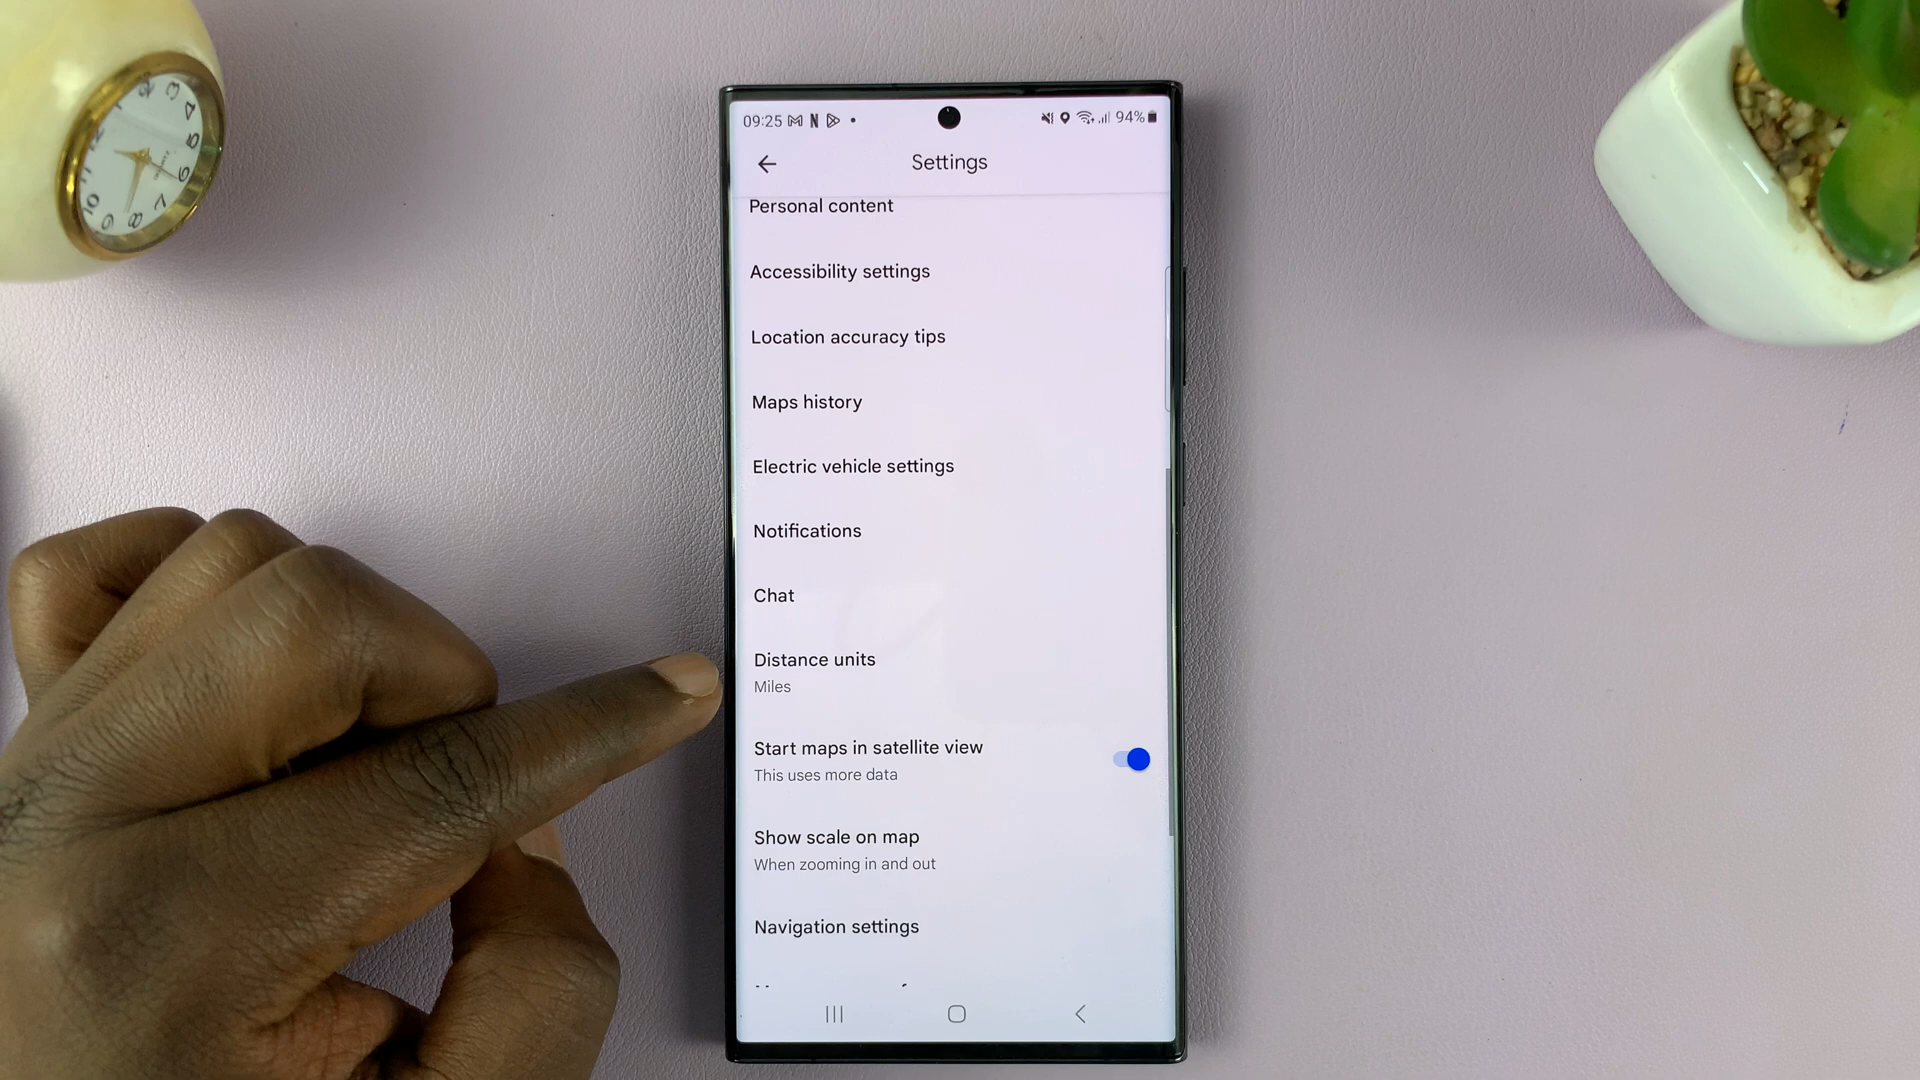 09:25
94%
Settings
Personal content
Accessibility settings
Location accuracy tips
Maps history
Electric vehicle settings
Notifications
Chat
Distance units
Miles
Start maps in satellite view
This uses more data
Show scale on map
When zooming in and out
Navigation settings